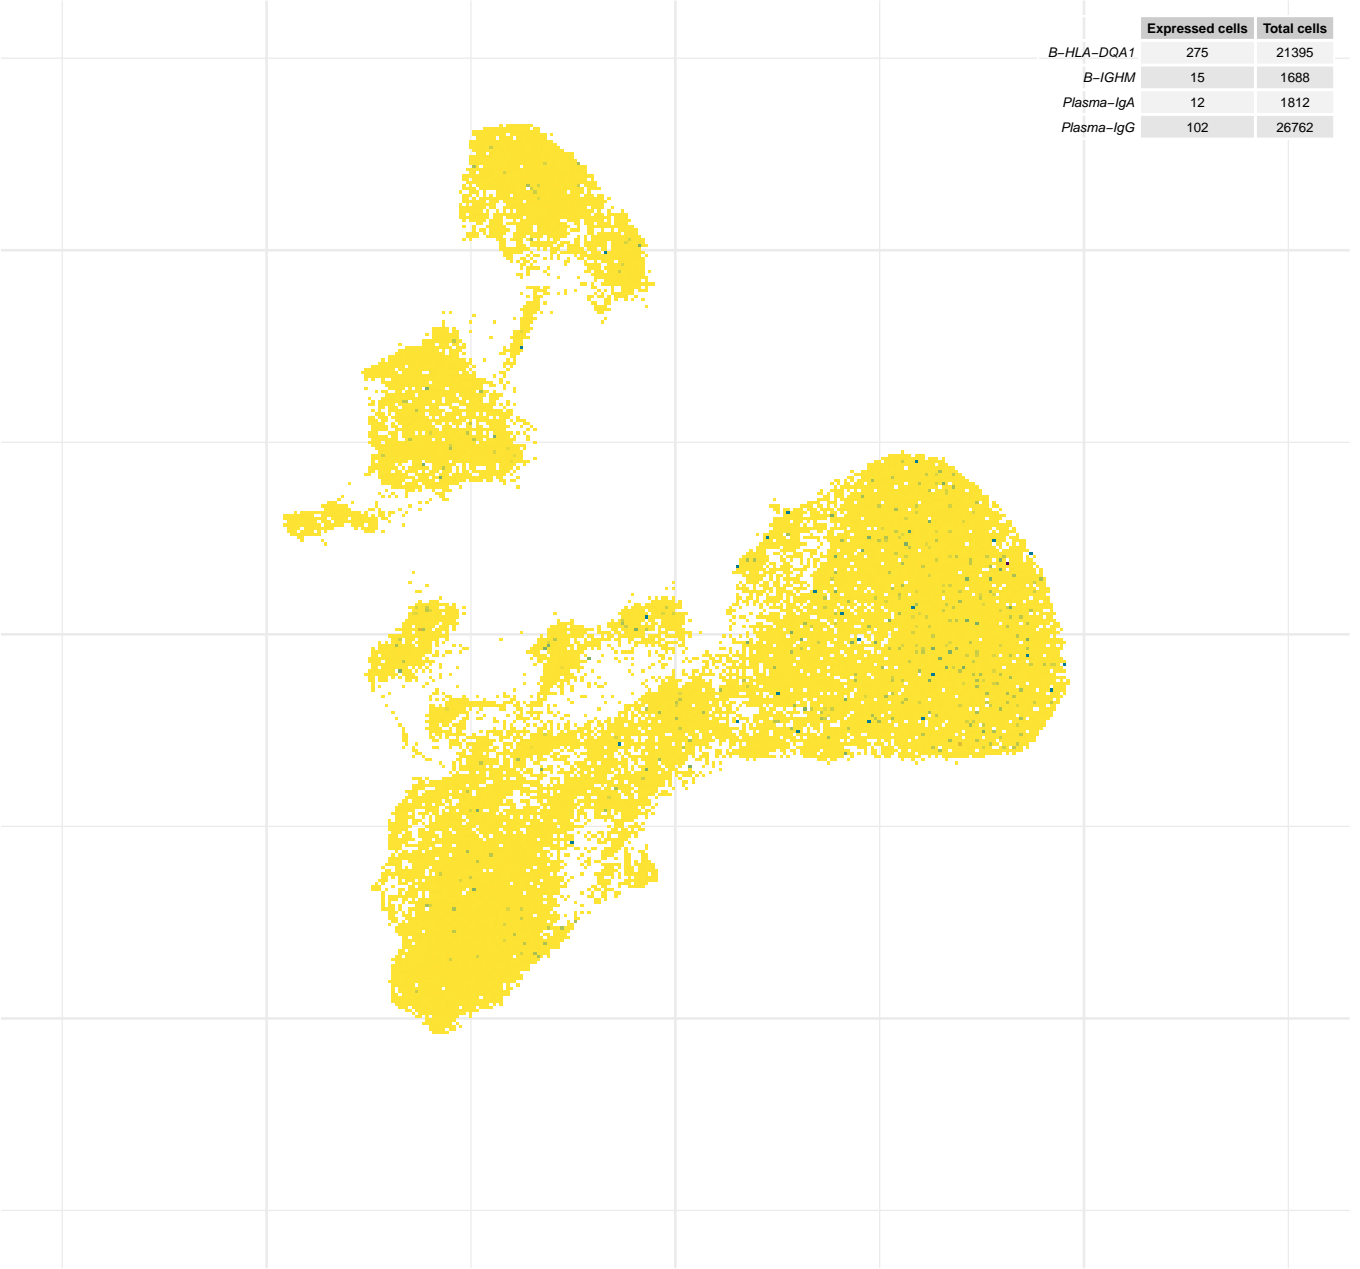 Expressed cells Total cells
B−HLA−DQA1 275 21395
B−IGHM 15 1688
Plasma−IgA 12 1812
Plasma−IgG 102 26762